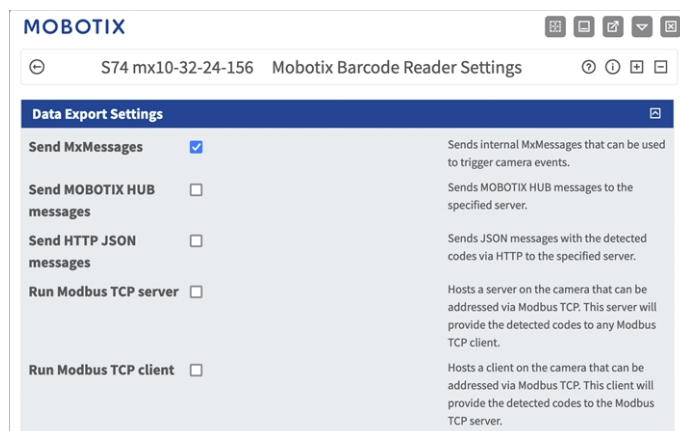 MOBOTIX
S74 mx10-32-24-156 Mobotix Barcode Reader Settings
Data Export Settings
Send MxMessages
Sends internal MxMessages that can be used
to trigger camera events.
Send MOBOTIX HUB
messages
Sends MOBOTIX HUB messages to the
specified server.
Send HTTP JSON
messages
Sends JSON messages with the detected
codes via HTTP to the specified server.
Run Modbus TCP server
Hosts a server on the camera that can be
addressed via Modbus TCP. This server will
provide the detected codes to any Modbus
TCP client.
Run Modbus TCP client
Hosts a client on the camera that can be
addressed via Modbus TCP. This client will
provide the detected codes to the Modbus
TCP server.